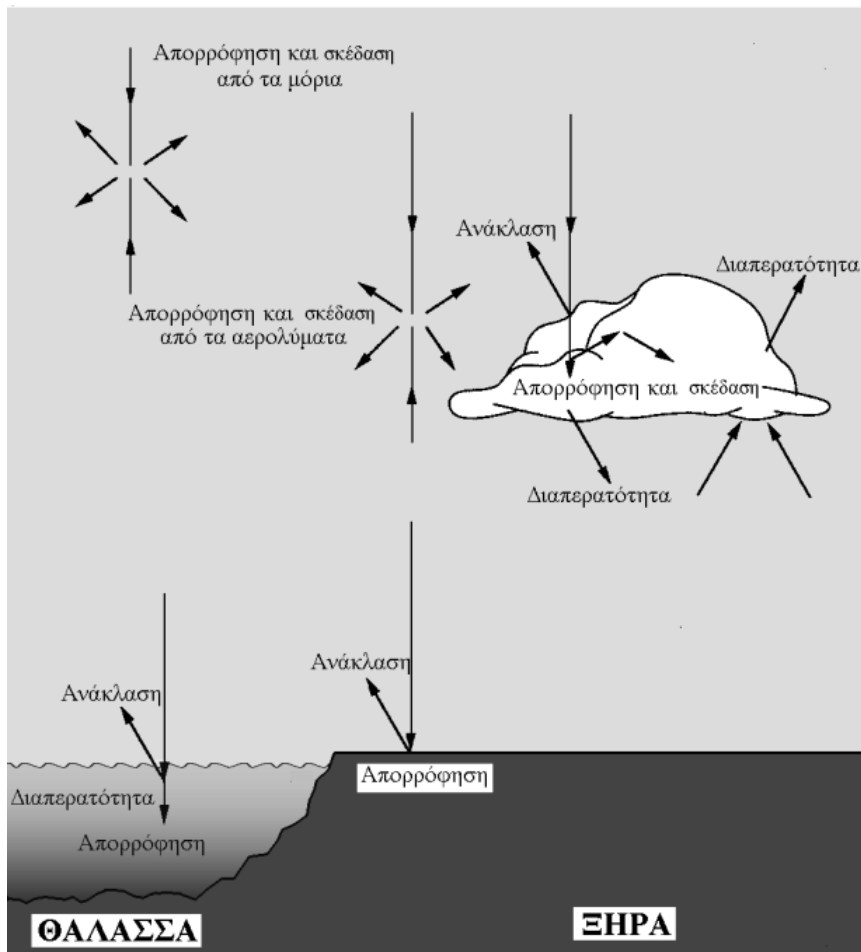 Απορρόφηση και σκέδαση
από τα μόρια
Ανάκλαση
Διαπερατότητα
Απορρόφηση και σκέδαση
από τα αερολύματα
Απορρόφηση και σκέδαση
Διαπερατότητα
Ανάκλαση
Ανάκλαση
Απορρόφηση
Διαπερατότητα
Απορρόφηση
ΘΑΛΑΣΣΑ
ΞΗΡΑ